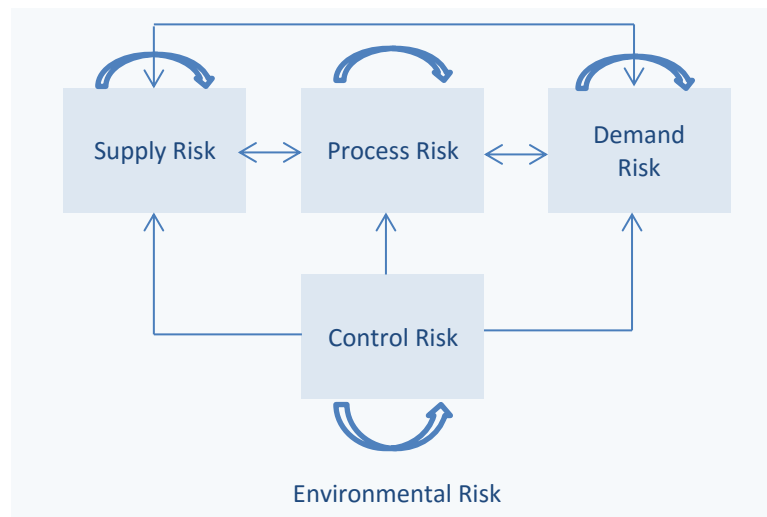 Supply Risk
Process Risk
Demand
Risk
Control Risk
Environmental Risk